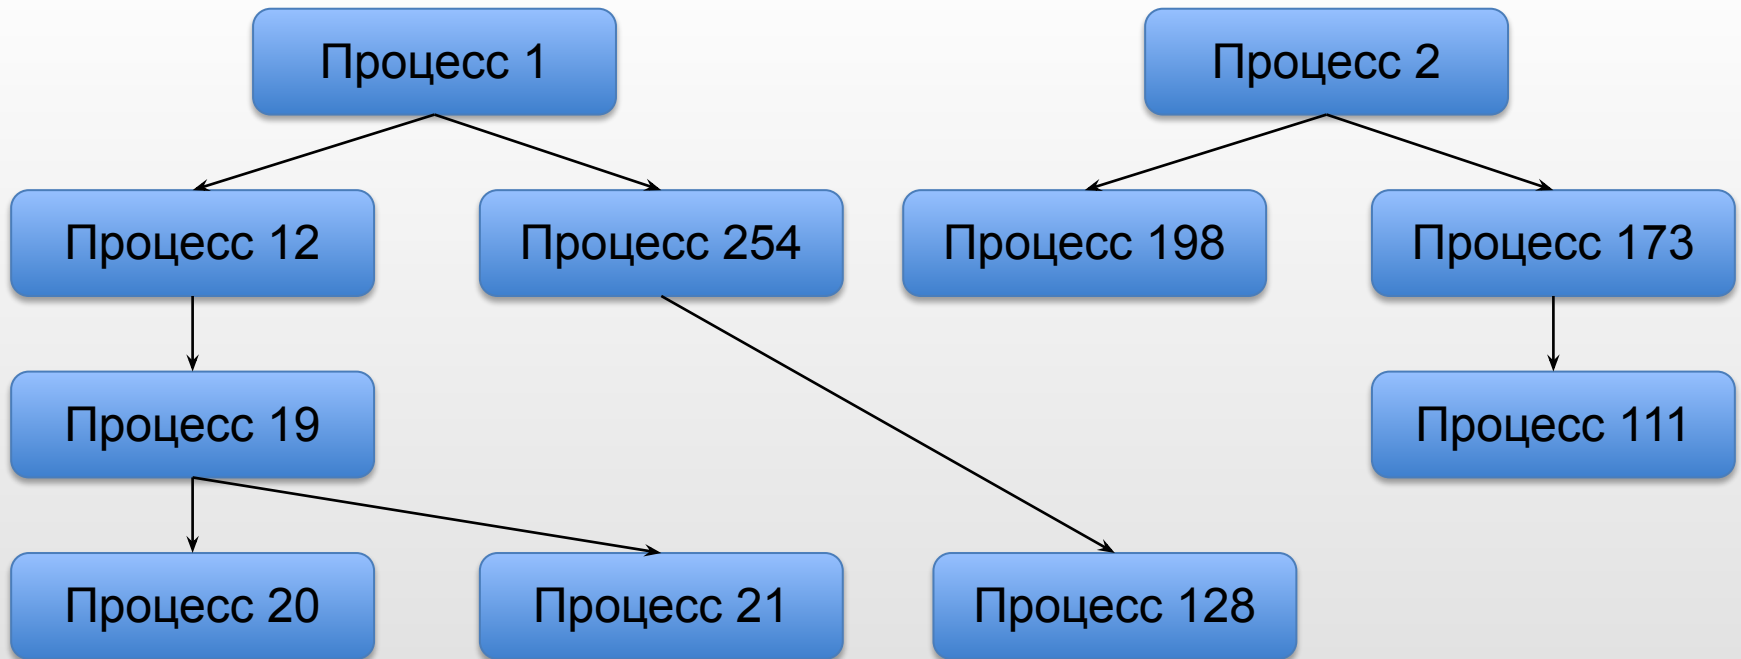 Процесс 1
Процесс 2
Процесс 12
Процесс 254
Процесс 198
Процесс 173
Процесс 19
Процесс 111
Процесс 20
Процесс 21
Процесс 128